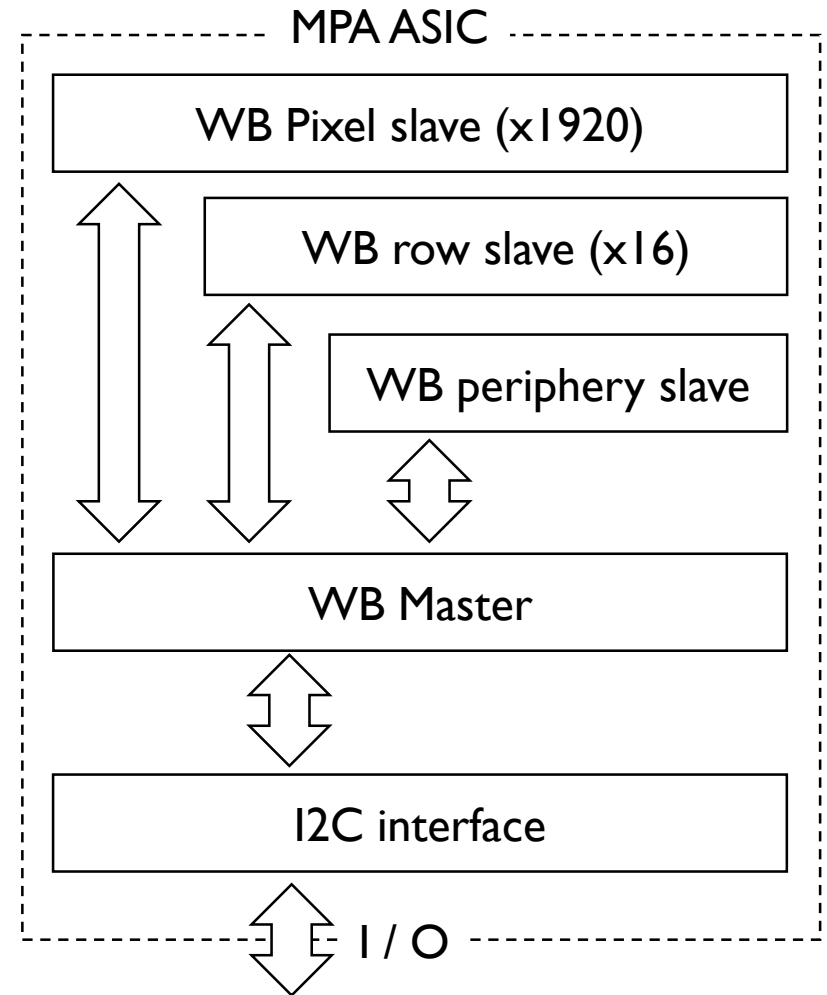 MPA ASIC
WB Pixel slave (x1920)
WB row slave (x16)
WB periphery slave
WB Master
I2C interface
I / O